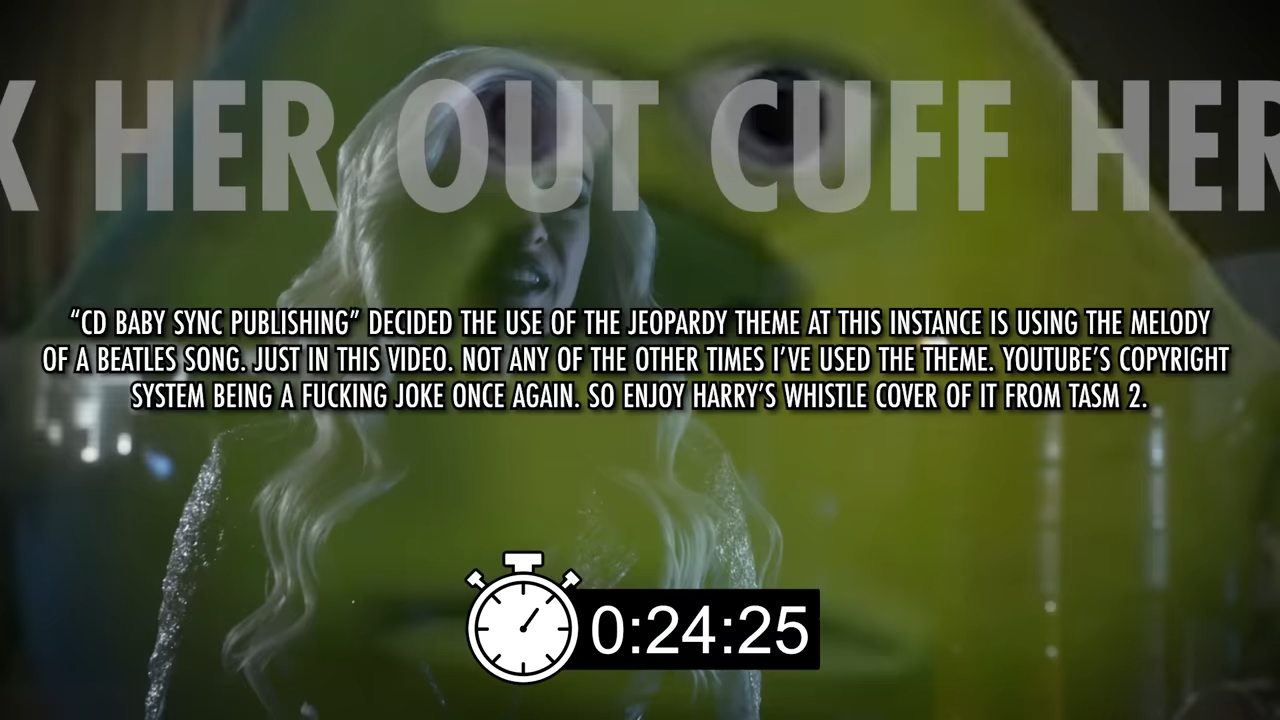 K HER OUT CUFF HER
“CD BABY SYNC PUBLISHING” DECIDED THE USE OF THE JEOPARDY THEME AT THIS INSTANCE IS USING THE MELODY
OF A BEATLES SONG. JUST IN THIS VIDEO. NOT ANY OF THE OTHER TIMES I’VE USED THE THEME. YOUTUBE’S COPYRIGHT
SYSTEM BEING A FUCKING JOKE ONCE AGAIN. SO ENJOY HARRY’S WHISTLE COVER OF IT FROM TASM 2.
0:24:25